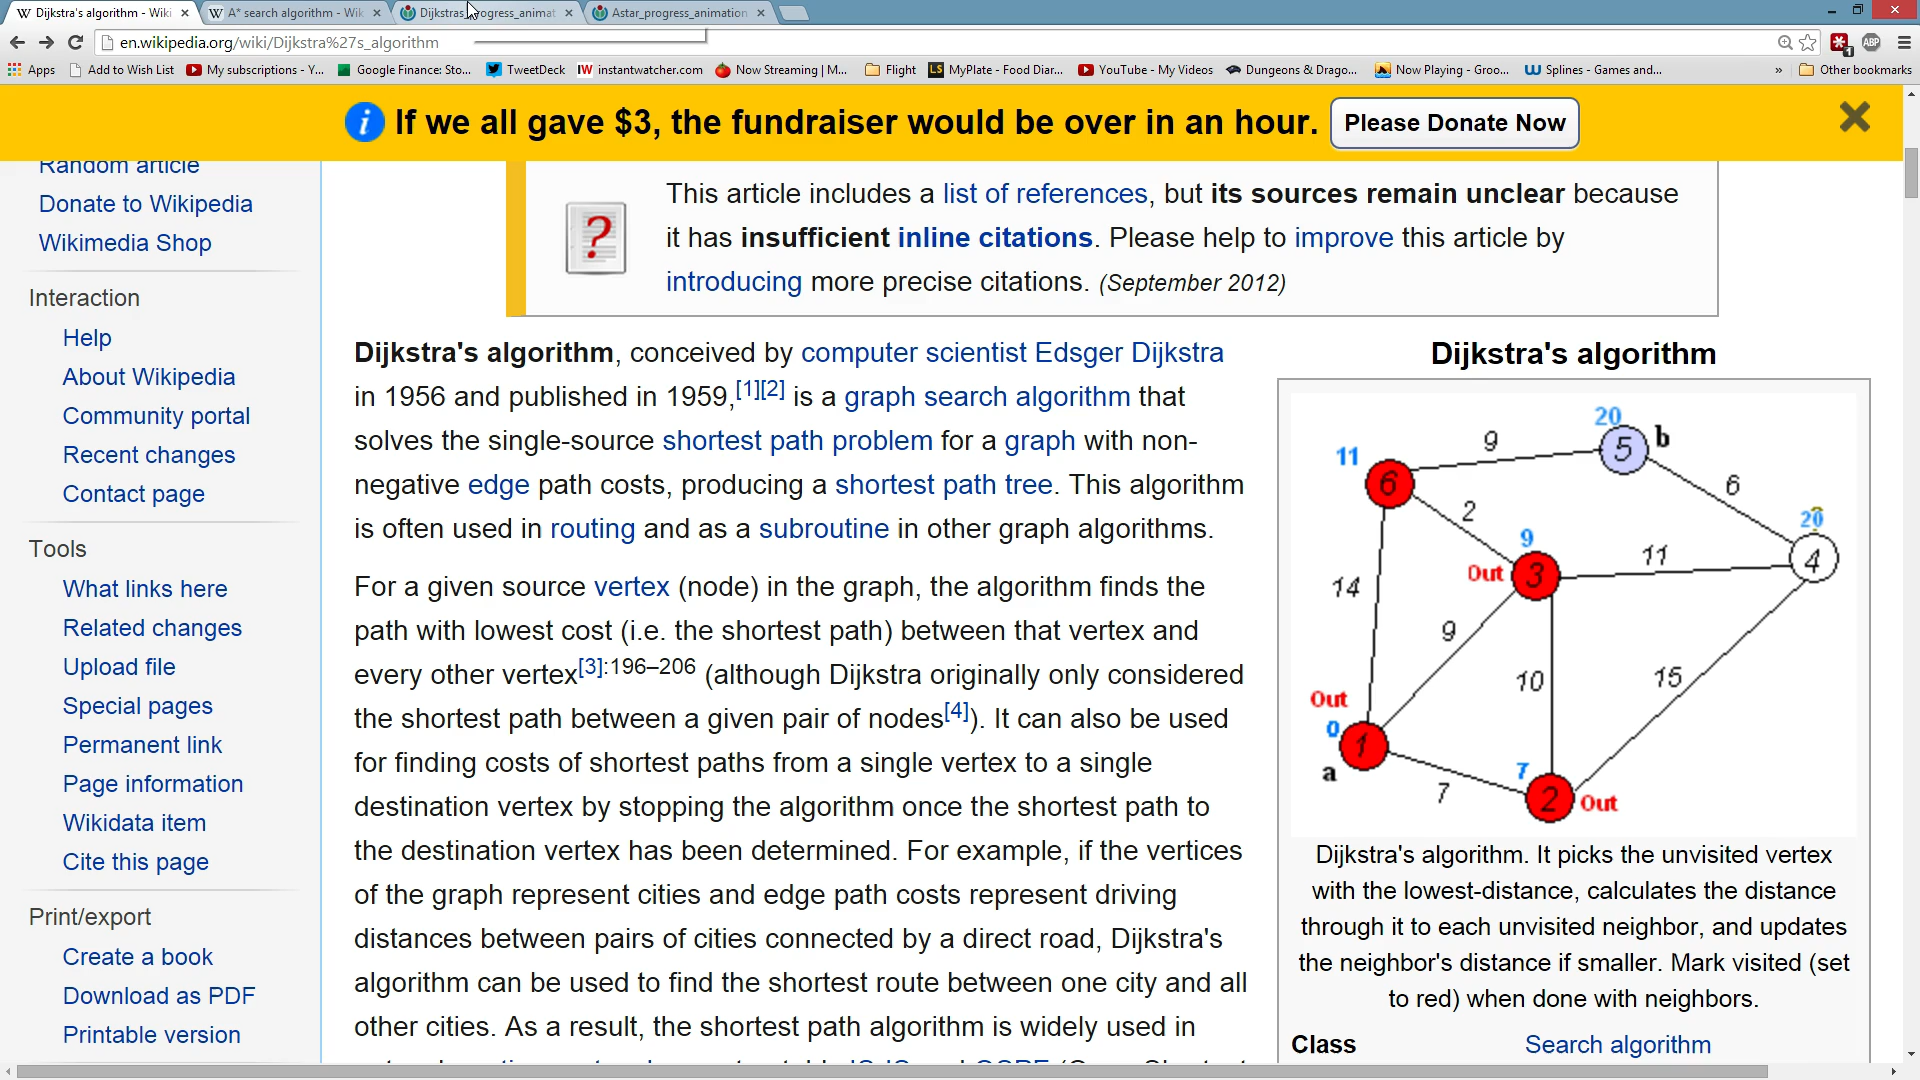 Dijkstra's algorithm - Wiki
A* search algorithm - Wik
Astar_progress_animation
en.wikipedia.org/wiki/Dijkstra%27s_algorithm
Apps
Add to Wish List
My subscriptions - Y...
Google Finance: Sto...
TweetDeck
IW instantwatcher.com
Now Streaming | M...
Flight
LS MyPlate - Food Diar...
YouTube - My Videos
Dungeons & Drago...
Now Playing - Groo...
Splines - Games and...
» Other bookmarks
ABP
1
If we all gave $3, the fundraiser would be over in an hour.
Please Donate Now
Random article
Donate to Wikipedia
Wikimedia Shop
Interaction
Help
About Wikipedia
Community portal
Recent changes
Contact page
Tools
What links here
Related changes
Upload file
Special pages
Permanent link
Page information
Wikidata item
Cite this page
Print/export
Create a book
Download as PDF
Printable version
This article includes a list of references, but its sources remain unclear because
it has insufficient inline citations. Please help to improve this article by
introducing more precise citations. (September 2012)
Dijkstra's algorithm, conceived by computer scientist Edsger Dijkstra
in 1956 and published in 1959,[1][2] is a graph search algorithm that
solves the single-source shortest path problem for a graph with non-
negative edge path costs, producing a shortest path tree. This algorithm
is often used in routing and as a subroutine in other graph algorithms.
For a given source vertex (node) in the graph, the algorithm finds the
path with lowest cost (i.e. the shortest path) between that vertex and
every other vertex[3]:196–206 (although Dijkstra originally only considered
the shortest path between a given pair of nodes[4]). It can also be used
for finding costs of shortest paths from a single vertex to a single
destination vertex by stopping the algorithm once the shortest path to
the destination vertex has been determined. For example, if the vertices
of the graph represent cities and edge path costs represent driving
distances between pairs of cities connected by a direct road, Dijkstra's
algorithm can be used to find the shortest route between one city and all
other cities. As a result, the shortest path algorithm is widely used in
Dijkstra's algorithm
20
9
5 b
11
6
6
2
20
9
11
4
Out 3
14
9
10
15
Out
0
1
a
7
7
2 Out
Dijkstra's algorithm. It picks the unvisited vertex
with the lowest-distance, calculates the distance
through it to each unvisited neighbor, and updates
the neighbor's distance if smaller. Mark visited (set
to red) when done with neighbors.
Class Search algorithm